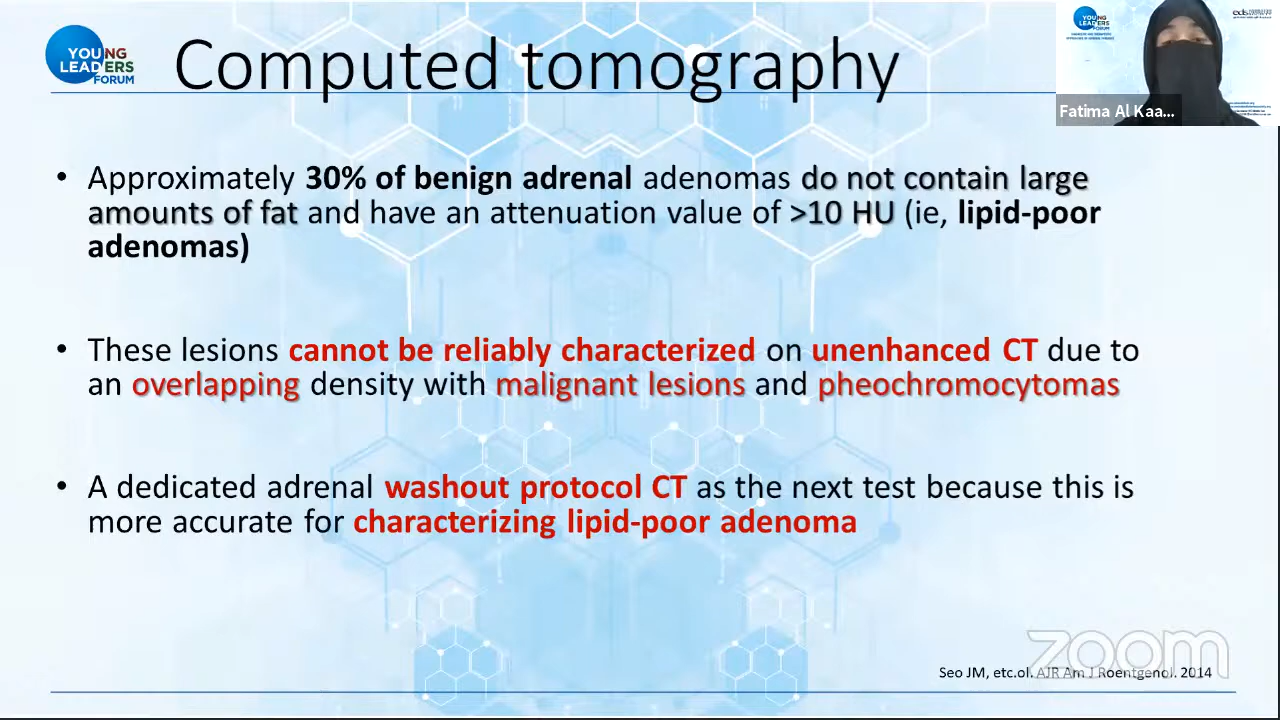 YOUNG
LEADERS
FORUM
Computed tomography
Fatima Al Kaa...
• Approximately 30% of benign adrenal adenomas do not contain large
amounts of fat and have an attenuation value of >10 HU (ie, lipid-poor
adenomas)
• These lesions cannot be reliably characterized on unenhanced CT due to
an overlapping density with malignant lesions and pheochromocytomas
• A dedicated adrenal washout protocol CT as the next test because this is
more accurate for characterizing lipid-poor adenoma
zoom
Seo JM, etc.ol. AJR Am J Roentgenol. 2014
YOUNG
LEADERS
FORUM